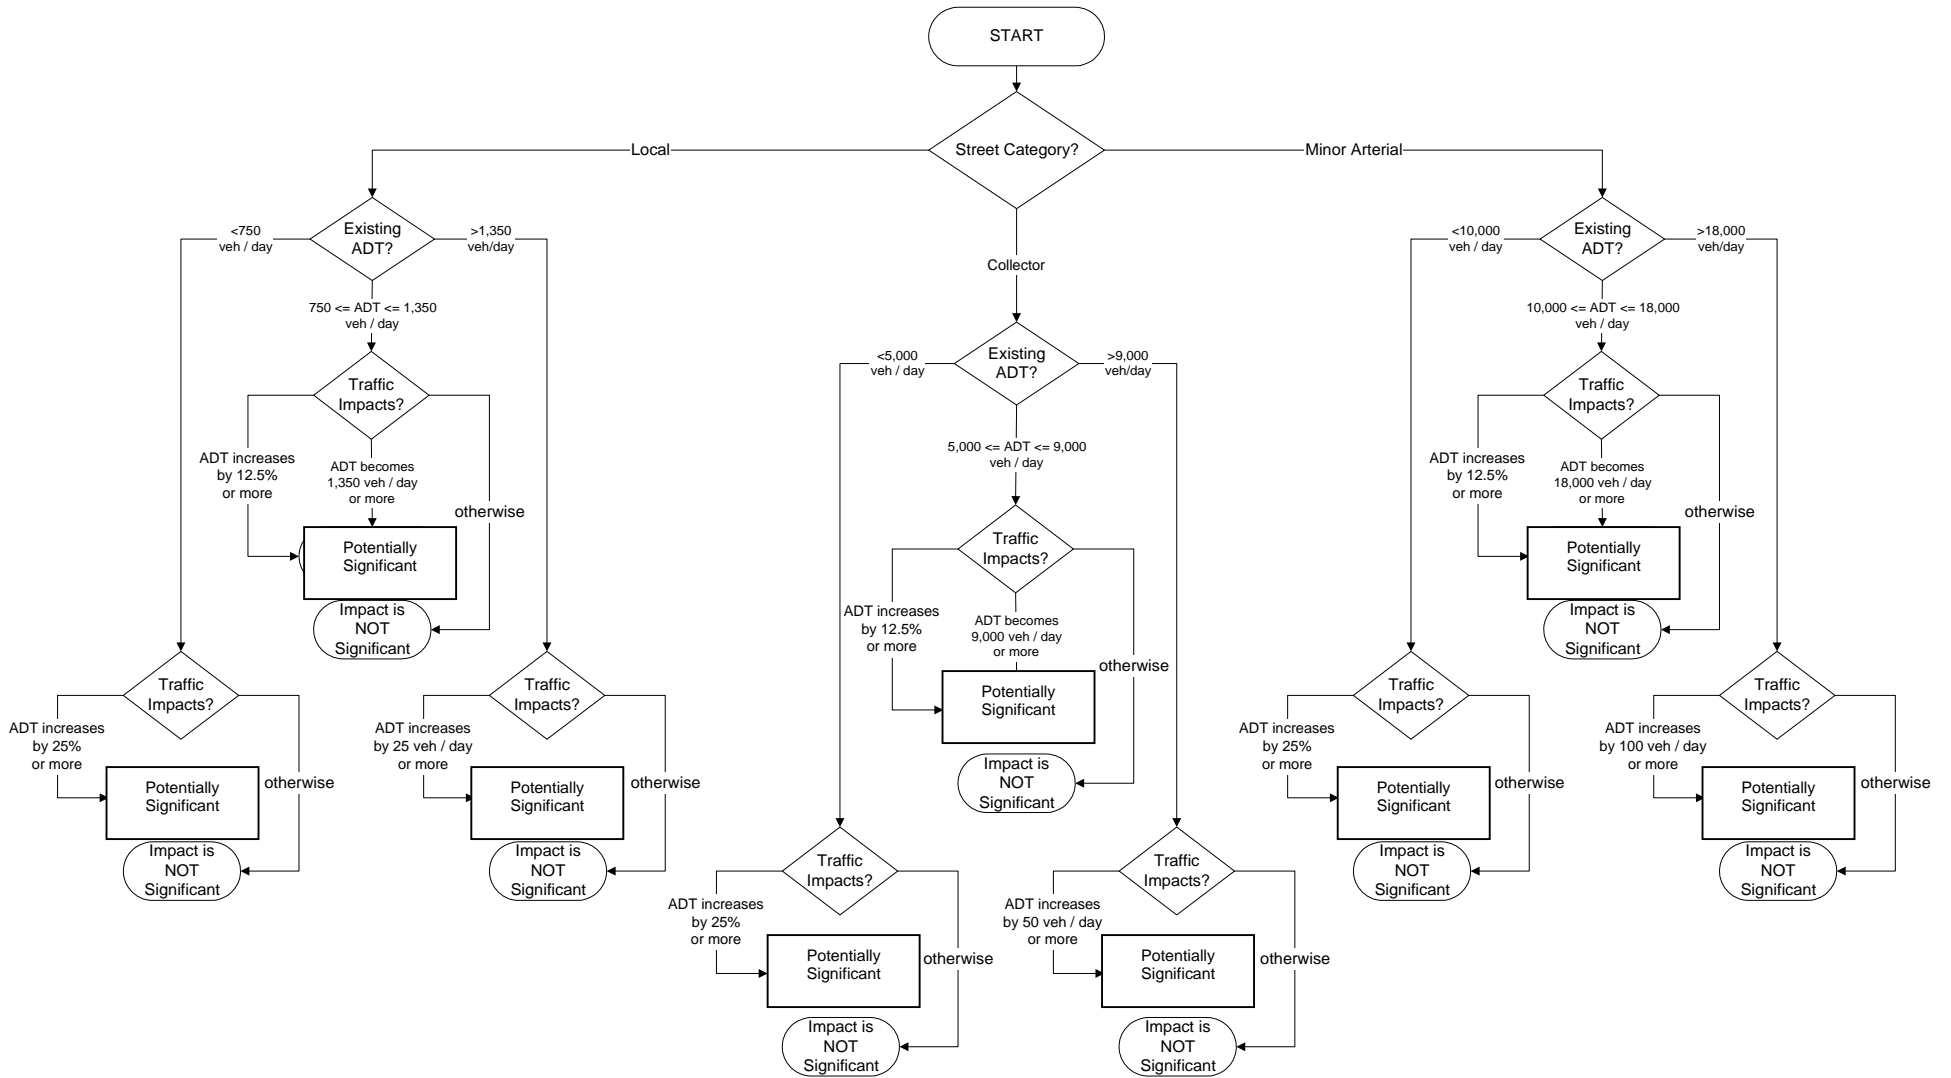 START
Street Category?
Local
Minor Arterial
Collector
Existing
ADT?
<750
veh / day
>1,350
veh/day
750 <= ADT <= 1,350
veh / day
Traffic
Impacts?
ADT increases
by 12.5%
or more
ADT becomes
1,350 veh / day
or more
otherwise
Potentially
Significant
Impact is
NOT
Significant
Traffic
Impacts?
ADT increases
by 25%
or more
otherwise
Potentially
Significant
Impact is
NOT
Significant
Traffic
Impacts?
ADT increases
by 25 veh / day
or more
otherwise
Potentially
Significant
Impact is
NOT
Significant
Existing
ADT?
<5,000
veh / day
>9,000
veh/day
5,000 <= ADT <= 9,000
veh / day
Traffic
Impacts?
ADT increases
by 12.5%
or more
ADT becomes
9,000 veh / day
or more
otherwise
Potentially
Significant
Impact is
NOT
Significant
Traffic
Impacts?
ADT increases
by 25%
or more
otherwise
Potentially
Significant
Impact is
NOT
Significant
Traffic
Impacts?
ADT increases
by 50 veh / day
or more
otherwise
Potentially
Significant
Impact is
NOT
Significant
Existing
ADT?
<10,000
veh / day
>18,000
veh/day
10,000 <= ADT <= 18,000
veh / day
Traffic
Impacts?
ADT increases
by 12.5%
or more
ADT becomes
18,000 veh / day
or more
otherwise
Potentially
Significant
Impact is
NOT
Significant
Traffic
Impacts?
ADT increases
by 25%
or more
otherwise
Potentially
Significant
Impact is
NOT
Significant
Traffic
Impacts?
ADT increases
by 100 veh / day
or more
otherwise
Potentially
Significant
Impact is
NOT
Significant